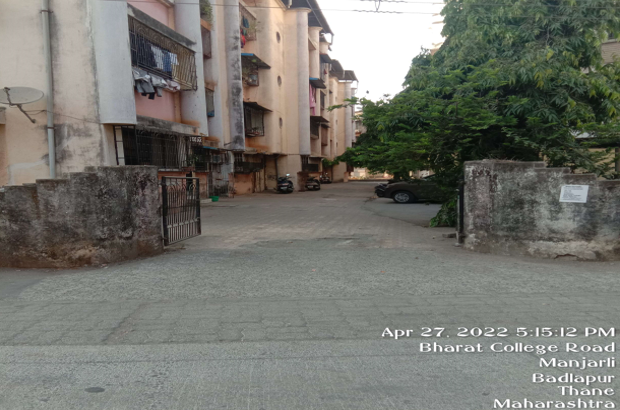 Apr 27, 2022 5:15:12 PM
Bharat College Road
Manjarli
Badlapur
Thane
Maharashtra